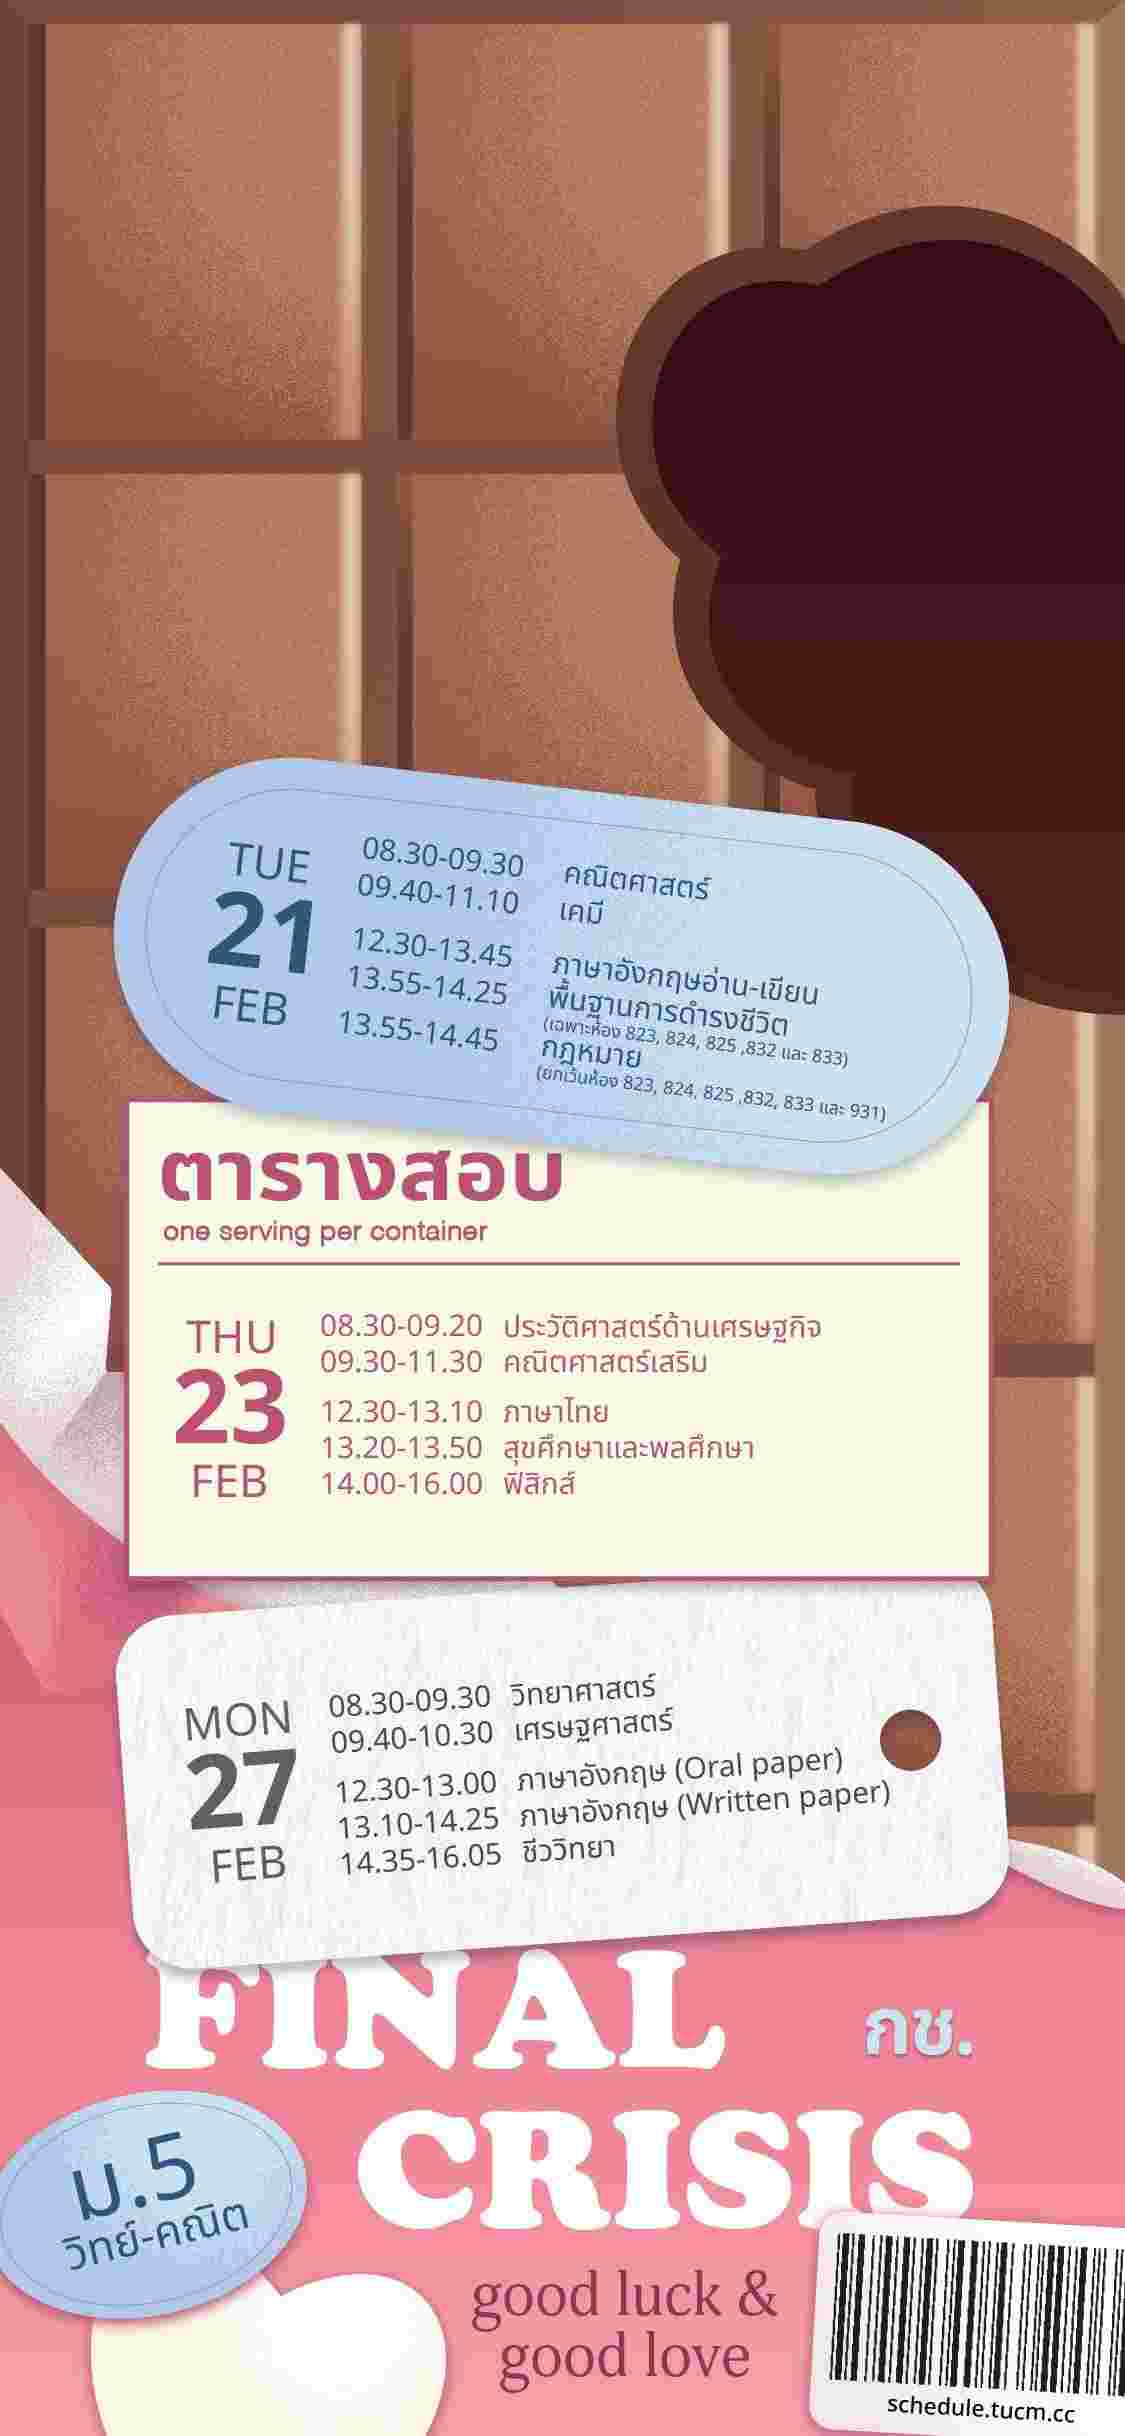 TUE
21
FEB
08.30-09.30 คณิตศาสตร์
09.40-11.10 เคมี
12.30-13.45 ภาษาอังกฤษอ่าน-เขียน
13.55-14.25 พื้นฐานการดำรงชีวิต
(เฉพาะห้อง 823, 824, 825 ,832 และ 833)
13.55-14.45 กฎหมาย
(ยกเว้นห้อง 823, 824, 825 ,832, 833 และ 931)
ตารางสอบ
one serving per container
THU
23
FEB
08.30-09.20 ประวัติศาสตร์ด้านเศรษฐกิจ
09.30-11.30 คณิตศาสตร์เสริม
12.30-13.10 ภาษาไทย
13.20-13.50 สุขศึกษาและพลศึกษา
14.00-16.00 ฟิสิกส์
MON
27
FEB
08.30-09.30 วิทยาศาสตร์
09.40-10.30 เศรษฐศาสตร์
12.30-13.00 ภาษาอังกฤษ (Oral paper)
13.10-14.25 ภาษาอังกฤษ (Written paper)
14.35-16.05 ชีววิทยา
FINAL
กช.
CRISIS
ม.5
วิทย์-คณิต
good luck &
good love
schedule.tucm.cc